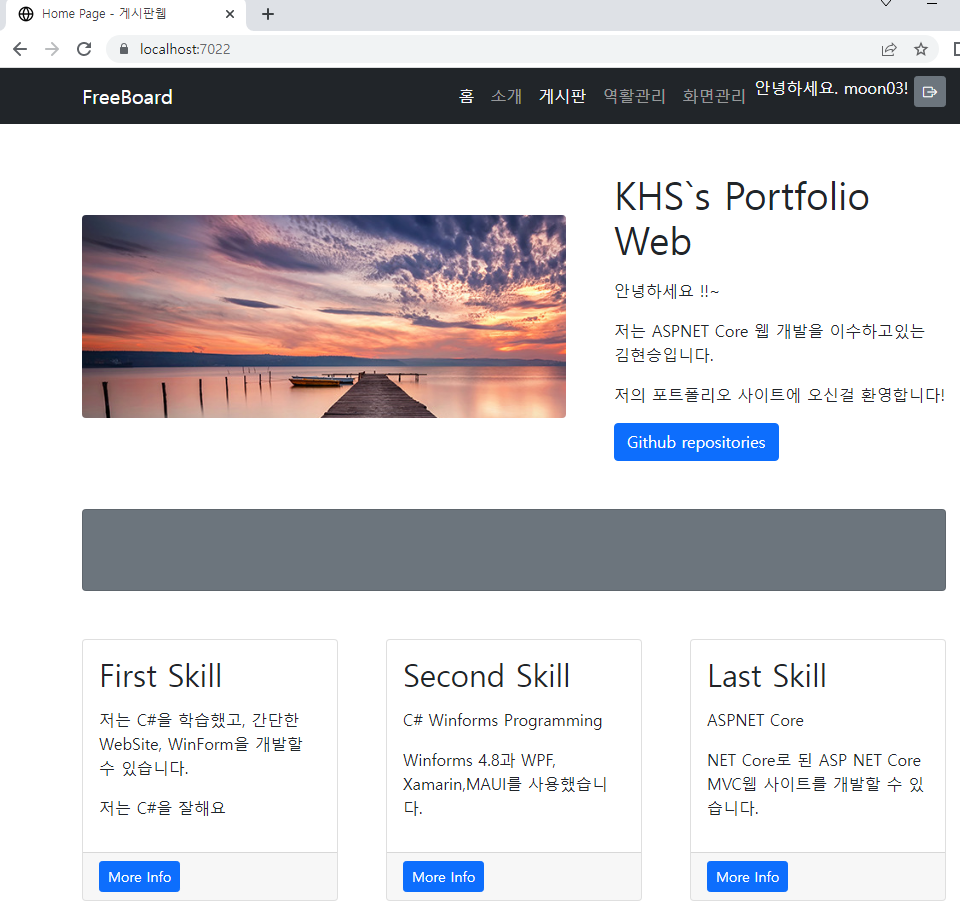 Home Page - 게시판웹
localhost:7022
FreeBoard
홈 소개 게시판 역활관리 화면관리 안녕하세요. moon03!
KHS`s Portfolio
Web
안녕하세요 !!~
저는 ASPNET Core 웹 개발을 이수하고있는
김현승입니다.
저의 포트폴리오 사이트에 오신걸 환영합니다!
Github repositories
First Skill
저는 C#을 학습했고, 간단한
WebSite, WinForm을 개발할
수 있습니다.
저는 C#을 잘해요
More Info
Second Skill
C# Winforms Programming
Winforms 4.8과 WPF,
Xamarin,MAUI를 사용했습니
다.
More Info
Last Skill
ASPNET Core
NET Core로 된 ASP NET Core
MVC웹 사이트를 개발할 수 있
습니다.
More Info